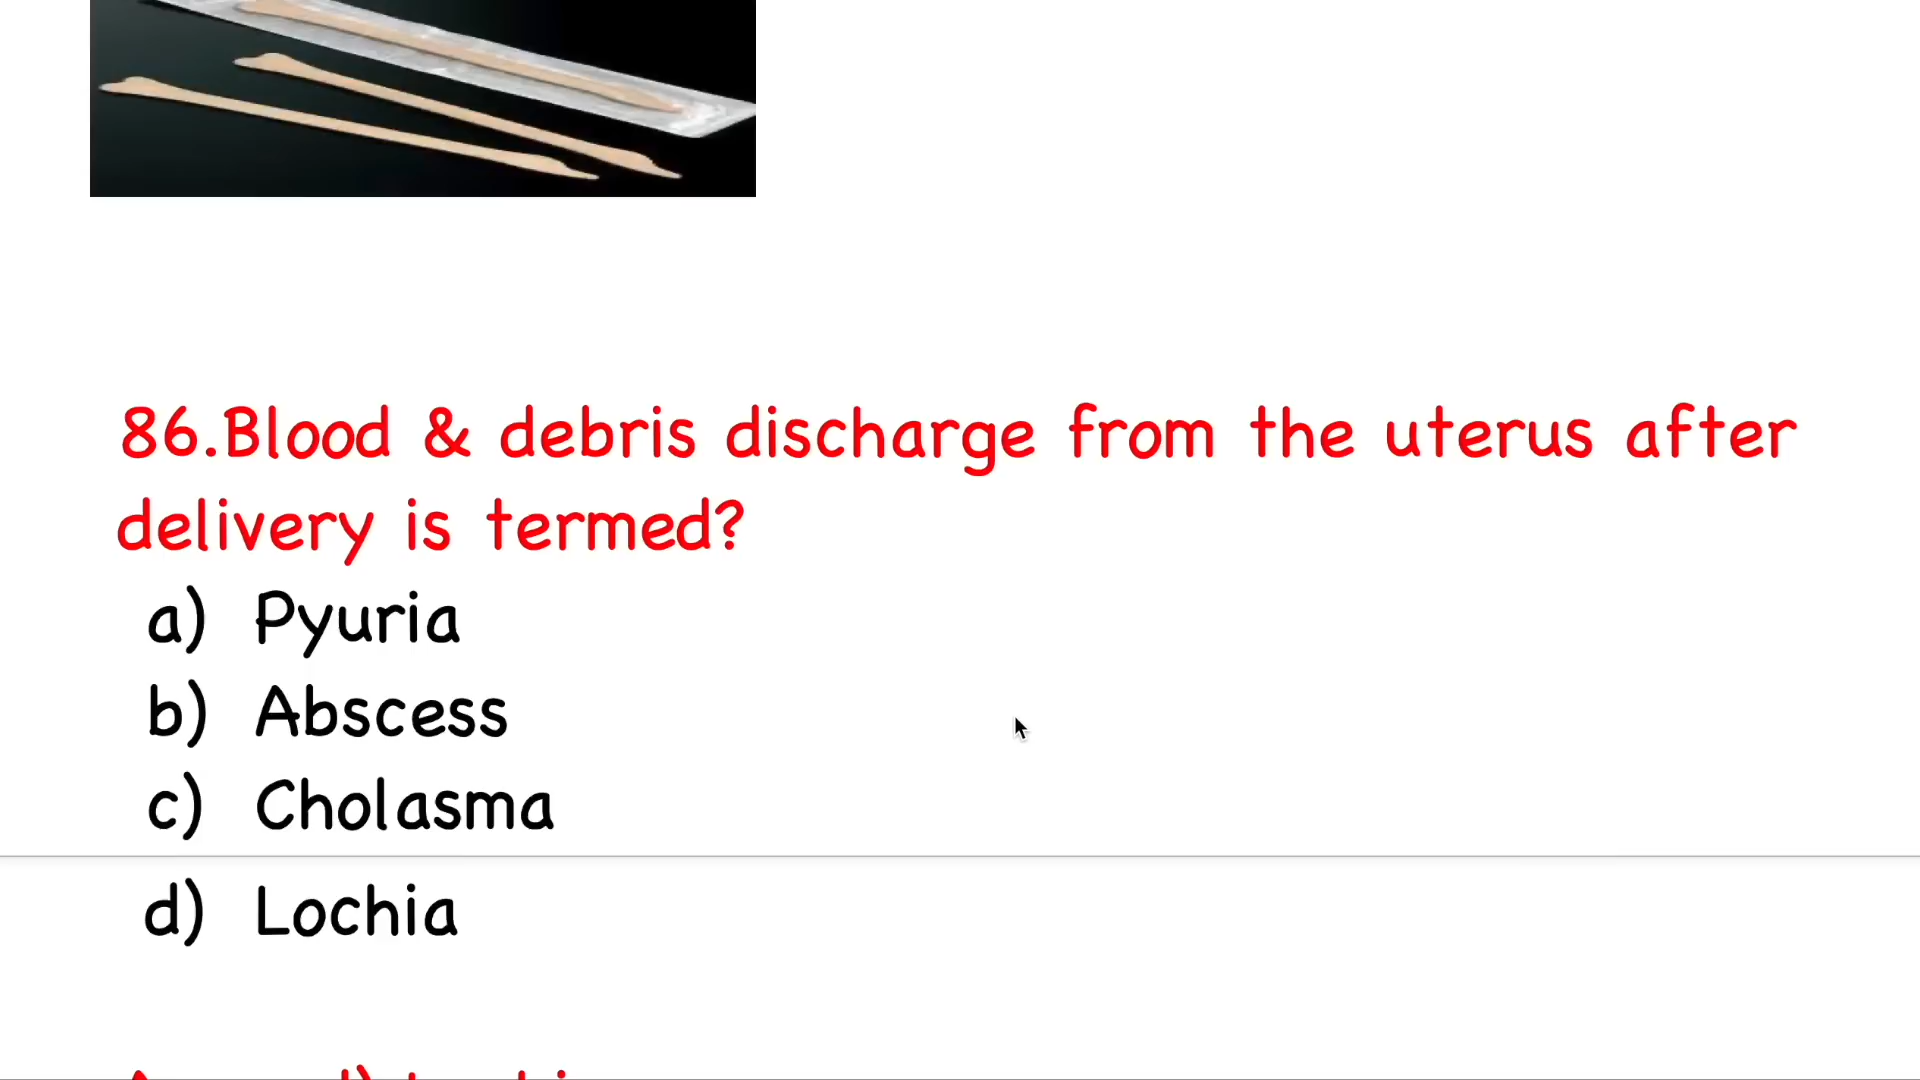 86.Blood & debris discharge from the uterus after
delivery is termed?
a) Pyuria
b) Abscess
c) Cholasma
d) Lochia